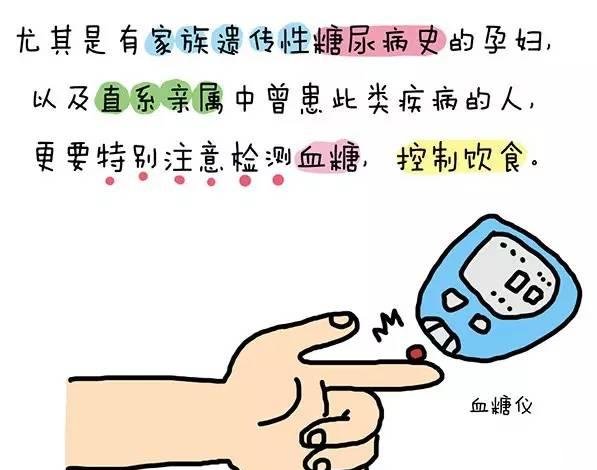 尤其是有家族遗传性糖尿病史的孕妇,
以及直系亲属中曾患此类疾病的人,
更要特别注意检测血糖, 控制饮食。
血糖仪